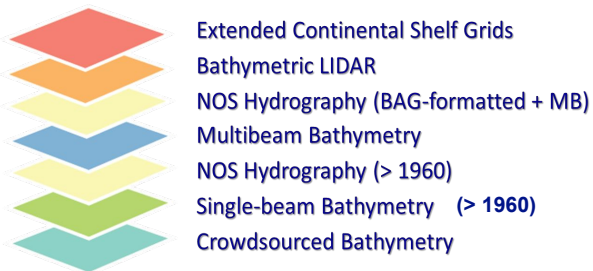 Extended Continental Shelf Grids
Bathymetric LIDAR
NOS Hydrography (BAG-formatted + MB)
Multibeam Bathymetry
NOS Hydrography (> 1960)
Single-beam Bathymetry (> 1960)
Crowdsourced Bathymetry